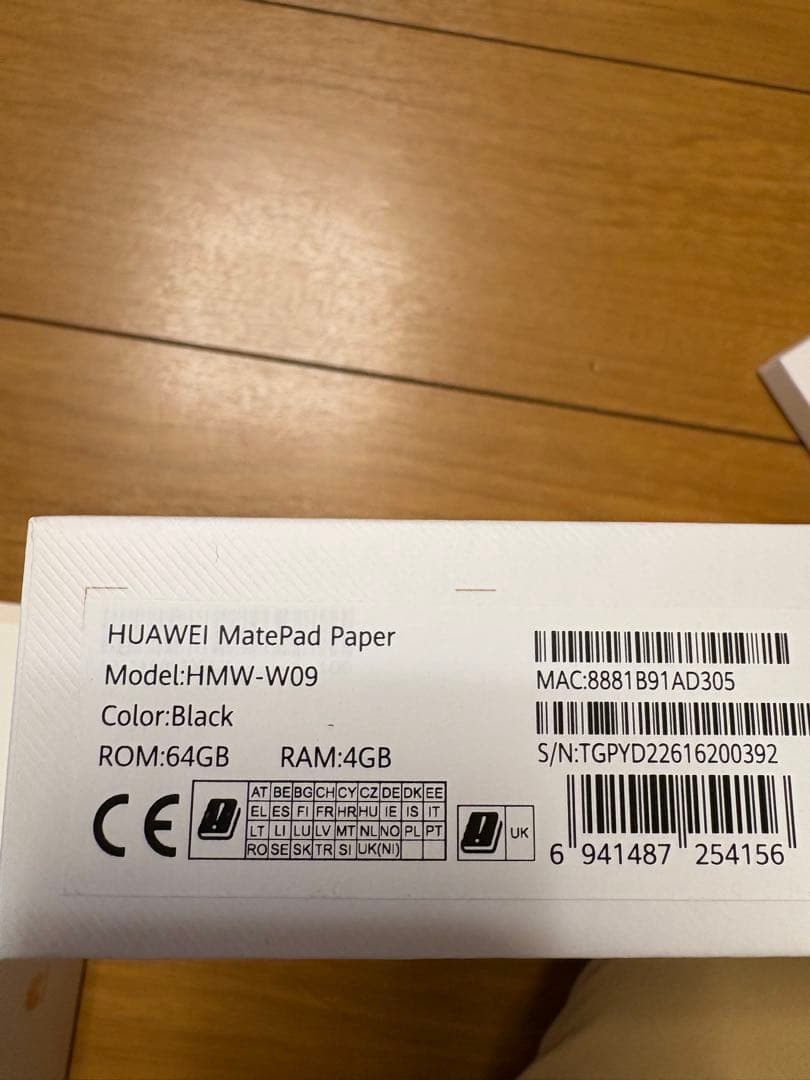 HUAWEI MatePad Paper
Model:HMW-W09
Color:Black
ROM:64GB RAM:4GB
CE
AT BE BG CH CY CZ DE DK EE
EL ES FI FR HR HU IE IS IT
LT LI LU LV MT NL NO PL PT
RO SE SK TR SI UK(NI)
UK
MAC:8881B91AD305
S/N:TGPYD22616200392
6 941487 254156